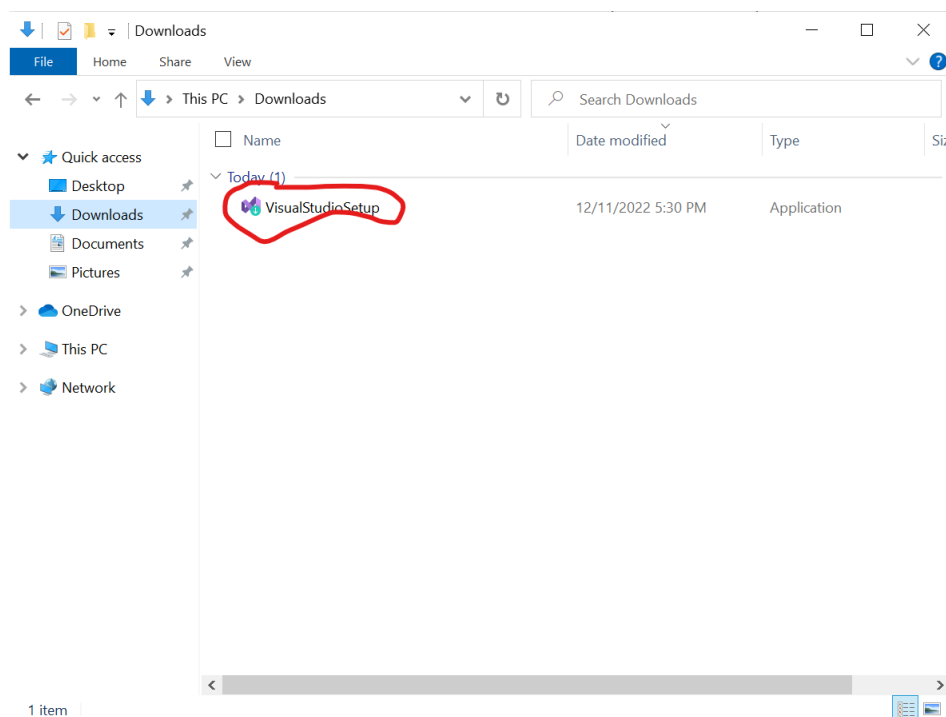 Downloads
File Home Share View ?
This PC Downloads Search Downloads
Name Date modified Type Siz
Quick access
Desktop
Downloads
Documents
Pictures
OneDrive
This PC
Network
Today (1)
VisualStudioSetup 12/11/2022 5:30 PM Application
1 item